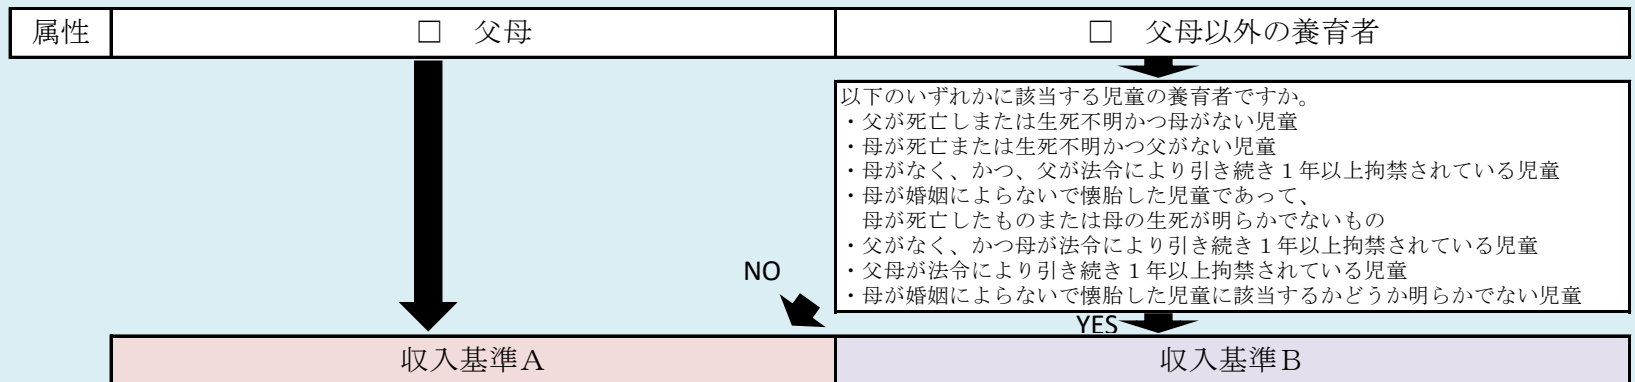 属性
□ 父母
□ 父母以外の養育者
以下のいずれかに該当する児童の養育者ですか。
・父が死亡しまたは生死不明かつ母がない児童
・母が死亡または生死不明かつ父がない児童
・母がなく、かつ、父が法令により引き続き１年以上拘禁されている児童
・母が婚姻によらないで懐胎した児童であって、
母が死亡したものまたは母の生死が明らかでないもの
・父がなく、かつ母が法令により引き続き１年以上拘禁されている児童
・父母が法令により引き続き１年以上拘禁されている児童
・母が婚姻によらないで懐胎した児童に該当するかどうか明らかでない児童
NO
YES
収入基準Ａ
収入基準Ｂ